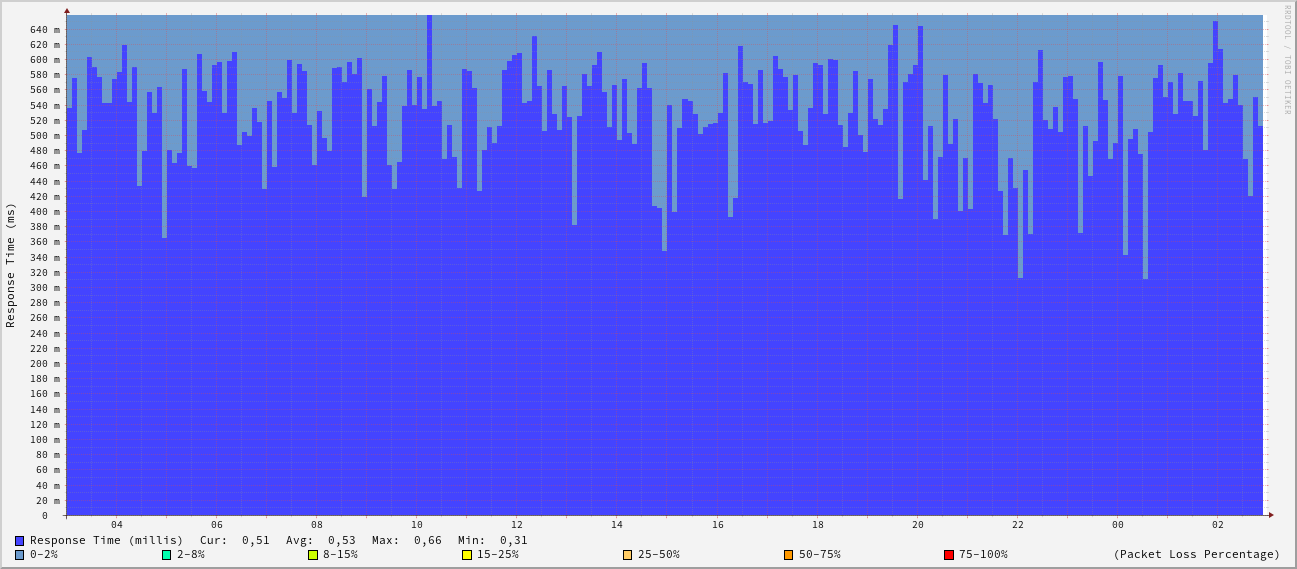 RRDTOOL / TOBI OETIKER
Response Time (ms)
640 m
620 m
600 m
580 m
560 m
540 m
520 m
500 m
480 m
460 m
440 m
420 m
400 m
380 m
360 m
340 m
320 m
300 m
280 m
260 m
240 m
220 m
200 m
180 m
160 m
140 m
120 m
100 m
80 m
60 m
40 m
20 m
0
04 06 08 10 12 14 16 18 20 22 00 02
Response Time (millis) Cur: 0,51 Avg: 0,53 Max: 0,66 Min: 0,31
0-2% 2-8% 8-15% 15-25% 25-50% 50-75% 75-100% (Packet Loss Percentage)